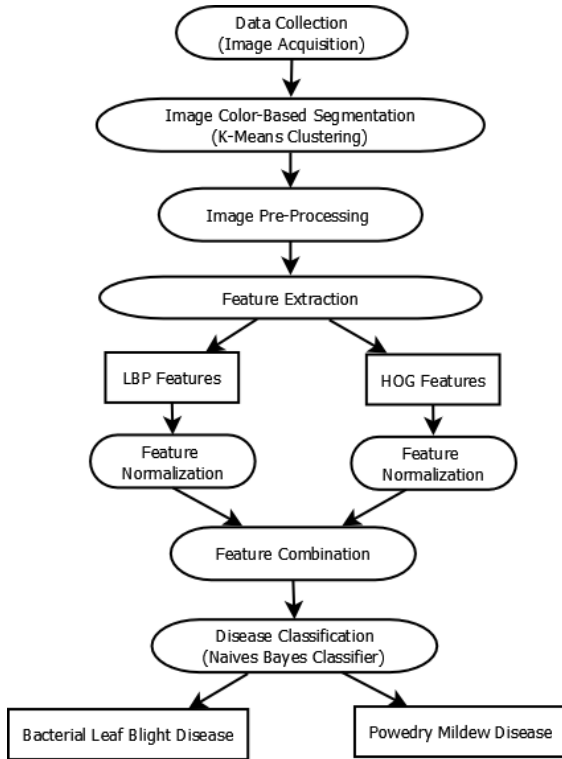 Data Collection
(Image Acquisition)
Image Color-Based Segmentation
(K-Means Clustering)
Image Pre-Processing
Feature Extraction
LBP Features
HOG Features
Feature
Normalization
Feature
Normalization
Feature Combination
Disease Classification
(Naives Bayes Classifier)
Bacterial Leaf Blight Disease
Powedry Mildew Disease